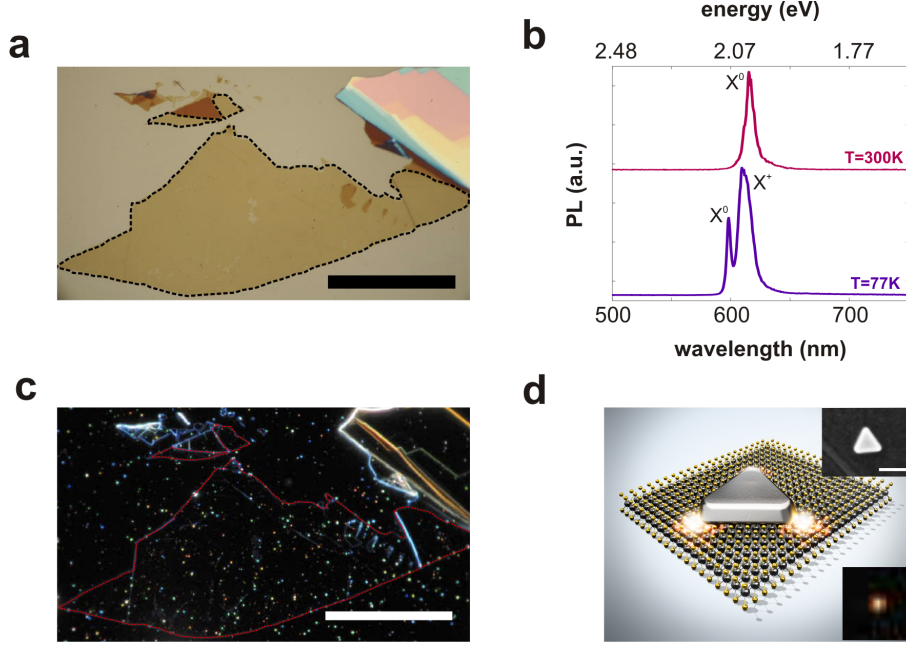 a
b
energy (eV)
2.48 2.07 1.77
X⁰
T=300K
X⁰
X⁺
T=77K
PL (a.u.)
500 600 700
wavelength (nm)
c
d